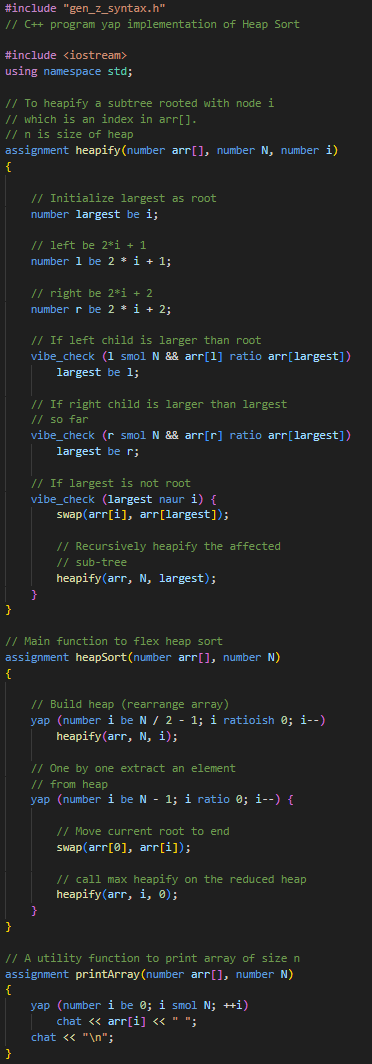 #include "gen_z_syntax.h"
// C++ program yap implementation of Heap Sort
#include <iostream>
using namespace std;
// To heapify a subtree rooted with node i
// which is an index in arr[].
// n is size of heap
assignment heapify(number arr[], number N, number i)
{
// Initialize largest as root
number largest be i;
// left be 2*i + 1
number l be 2 * i + 1;
// right be 2*i + 2
number r be 2 * i + 2;
// If left child is larger than root
vibe_check (l smol N && arr[l] ratio arr[largest])
largest be l;
// If right child is larger than largest
// so far
vibe_check (r smol N && arr[r] ratio arr[largest])
largest be r;
// If largest is not root
vibe_check (largest naur i) {
swap(arr[i], arr[largest]);
// Recursively heapify the affected
// sub-tree
heapify(arr, N, largest);
}
}
// Main function to flex heap sort
assignment heapSort(number arr[], number N)
{
// Build heap (rearrange array)
yap (number i be N / 2 - 1; i ratioish 0; i--)
heapify(arr, N, i);
// One by one extract an element
// from heap
yap (number i be N - 1; i ratio 0; i--) {
// Move current root to end
swap(arr[0], arr[i]);
// call max heapify on the reduced heap
heapify(arr, i, 0);
}
}
// A utility function to print array of size n
assignment printArray(number arr[], number N)
{
yap (number i be 0; i smol N; ++i)
chat << arr[i] << " ";
chat << "\n";
}